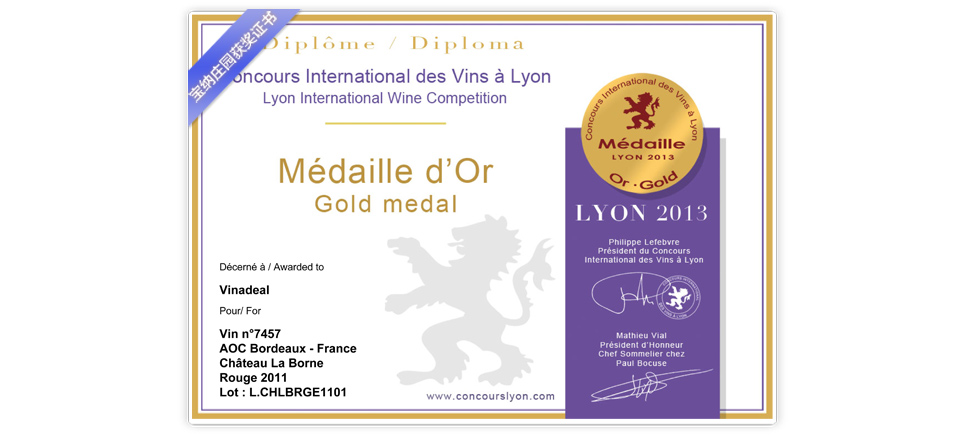 宝纳庄园获奖证书
Diplôme / Diploma
Concours International des Vins à Lyon
Lyon International Wine Competition
Médaille d'Or
Gold medal
Décerné à / Awarded to
Vinadeal
Pour/ For
Vin n°7457
AOC Bordeaux - France
Château La Borne
Rouge 2011
Lot : L.CHLBRGE1101
www.concourslyon.com
Concours International des Vins à Lyon
Médaille
LYON 2013
Or · Gold
LYON 2013
Philippe Lefebvre
Président du Concours
International des Vins à Lyon
Mathieu Vial
Président d'Honneur
Chef Sommelier chez
Paul Bocuse